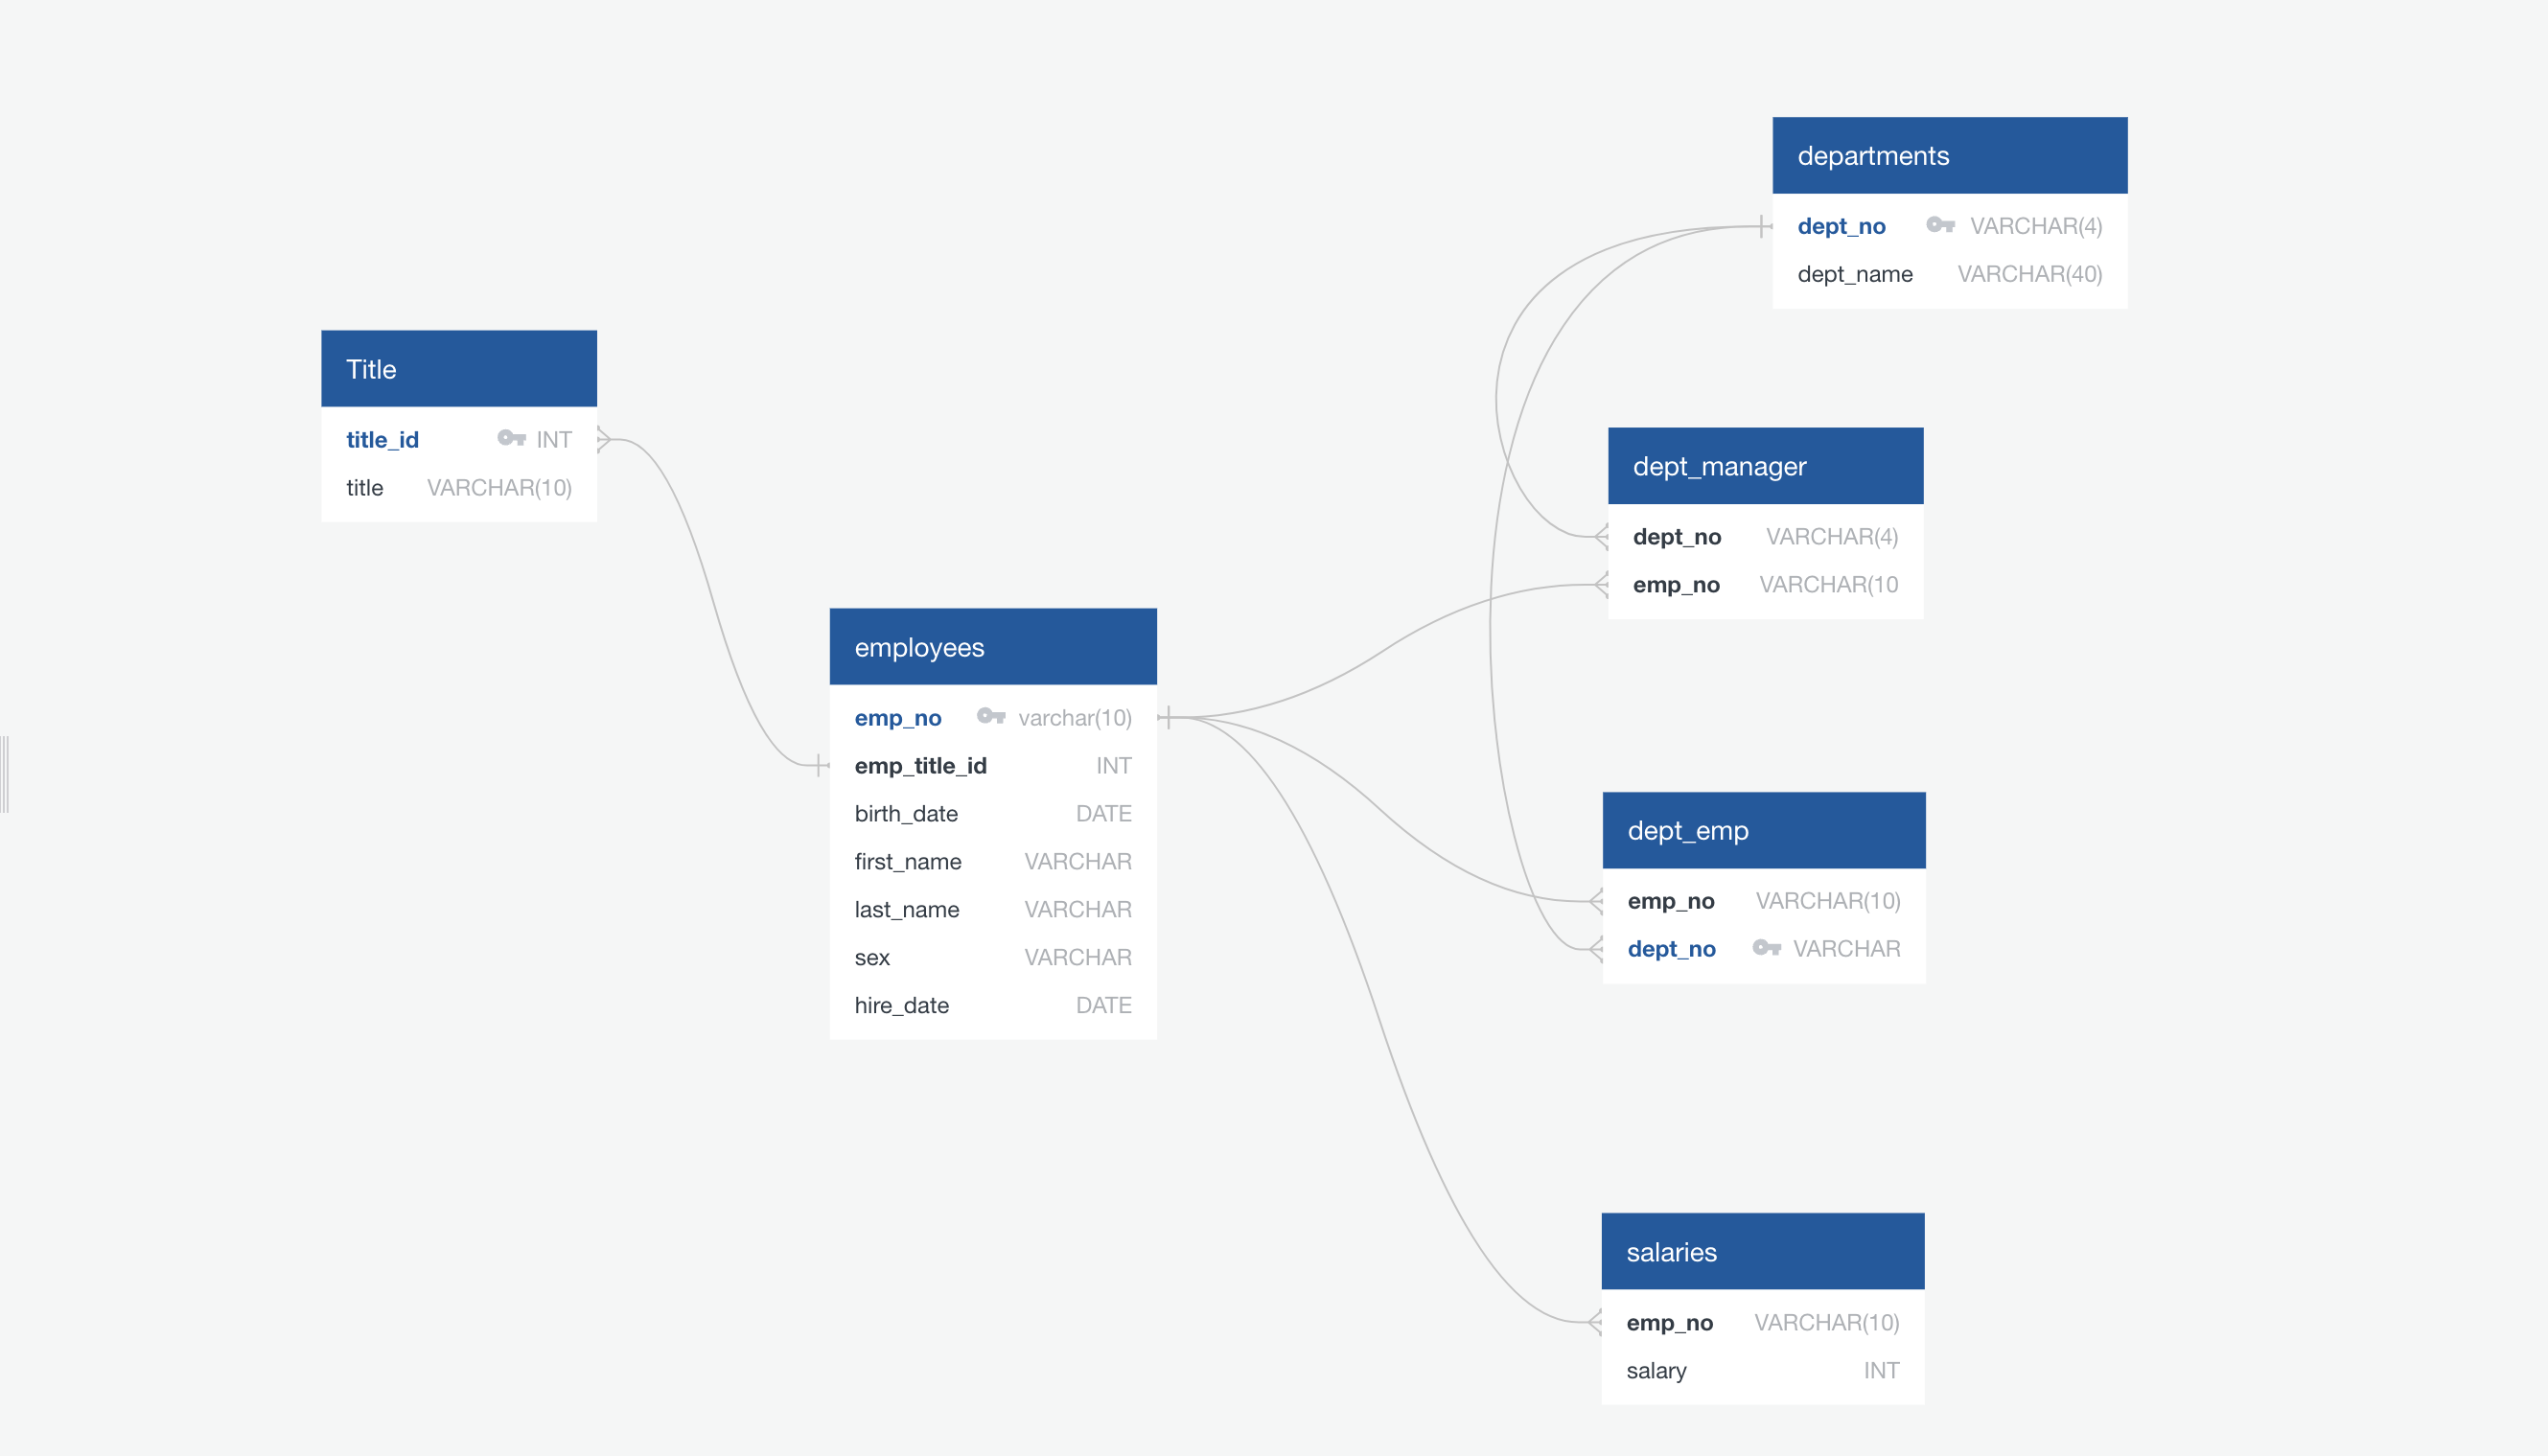 Title
title_id INT
title VARCHAR(10)
employees
emp_no varchar(10)
emp_title_id INT
birth_date DATE
first_name VARCHAR
last_name VARCHAR
sex VARCHAR
hire_date DATE
departments
dept_no VARCHAR(4)
dept_name VARCHAR(40)
dept_manager
dept_no VARCHAR(4)
emp_no VARCHAR(10
dept_emp
emp_no VARCHAR(10)
dept_no VARCHAR
salaries
emp_no VARCHAR(10)
salary INT